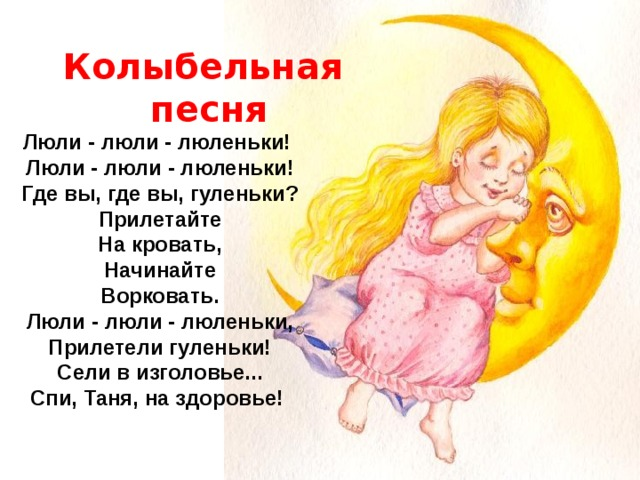 Колыбельная
песня
Люли - люли - люленьки!
Люли - люли - люленьки!
Где вы, где вы, гуленьки?
Прилетайте
На кровать,
Начинайте
Ворковать.
Люли - люли - люленьки,
Прилетели гуленьки!
Сели в изголовье...
Спи, Таня, на здоровье!